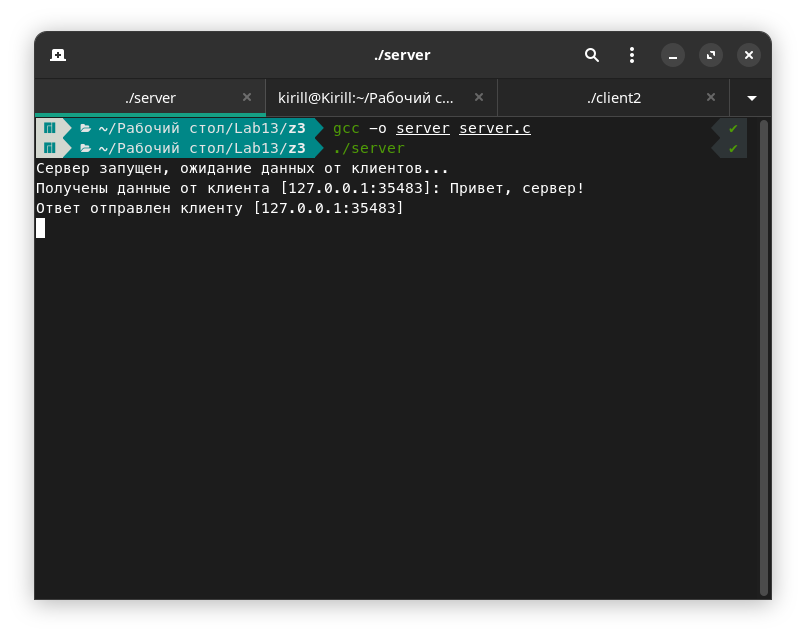 ./server
./server
kirill@Kirill:~/Рабочий с...
./client2
~/Рабочий стол/Lab13/z3 gcc -o server server.c ✔
~/Рабочий стол/Lab13/z3 ./server ✔
Сервер запущен, ожидание данных от клиентов...
Получены данные от клиента [127.0.0.1:35483]: Привет, сервер!
Ответ отправлен клиенту [127.0.0.1:35483]